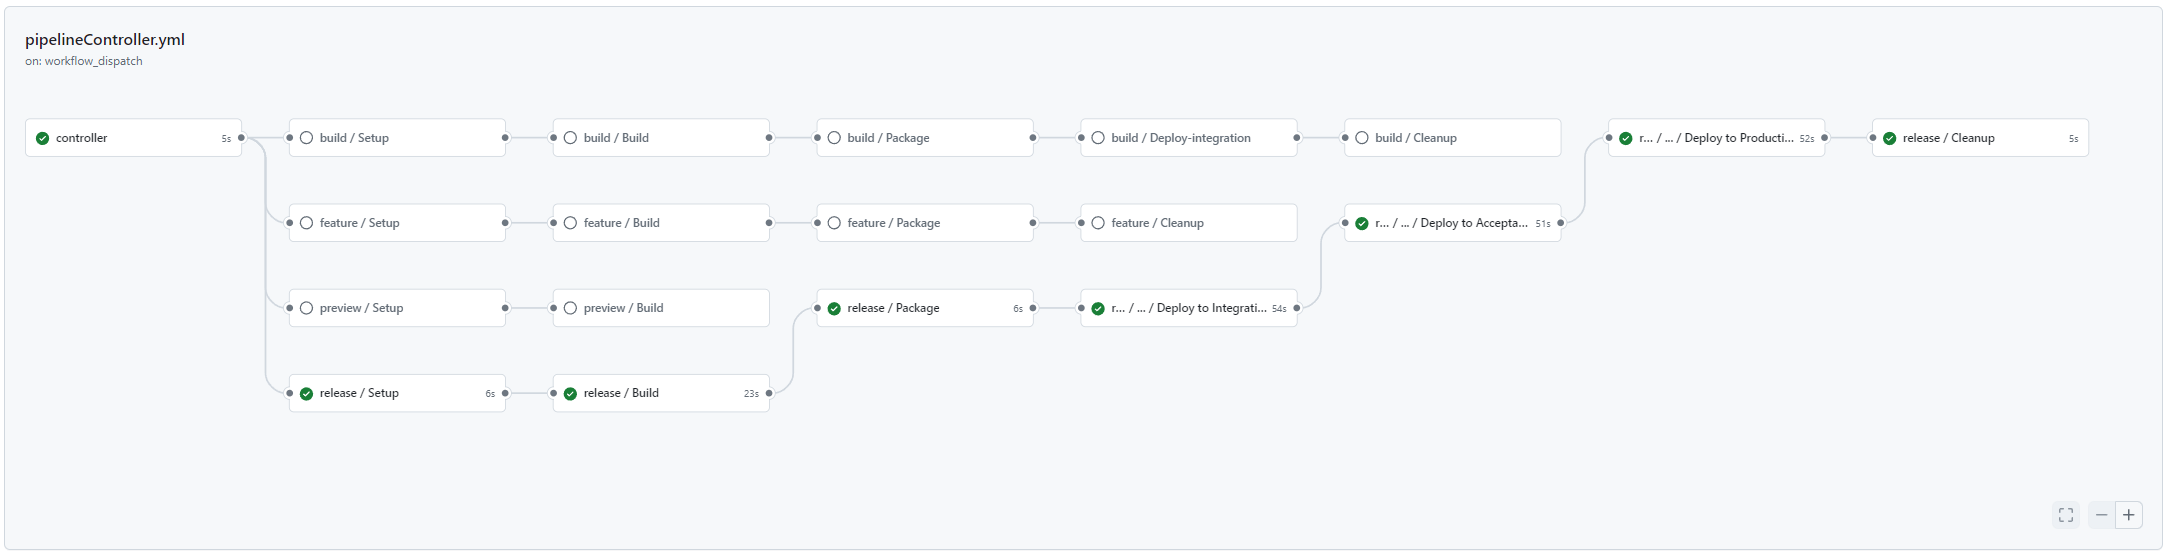 pipelineController.yml
on: workflow_dispatch
controller 5s
build / Setup
build / Build
build / Package
build / Deploy-integration
build / Cleanup
r... / ... / Deploy to Producti... 52s
release / Cleanup 5s
feature / Setup
feature / Build
feature / Package
feature / Cleanup
r... / ... / Deploy to Accepta... 51s
preview / Setup
preview / Build
release / Package 6s
r... / ... / Deploy to Integrati... 54s
release / Setup 6s
release / Build 23s